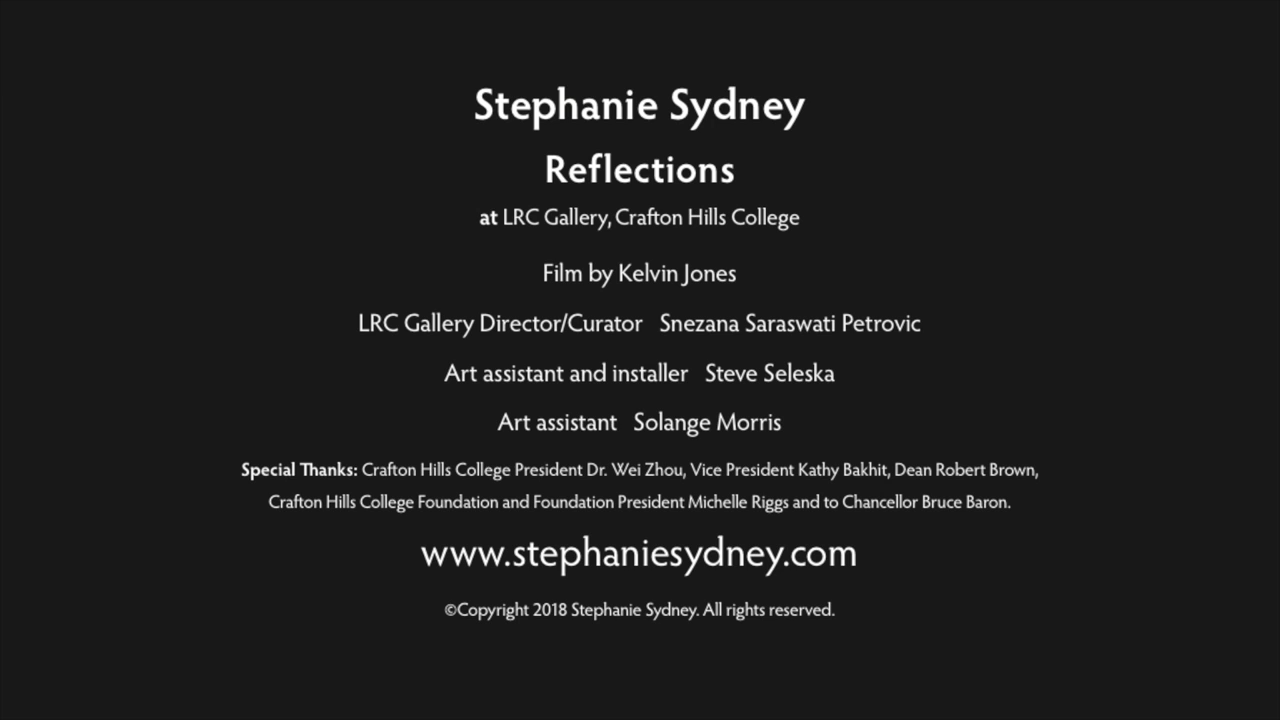 Stephanie Sydney
Reflections
at LRC Gallery, Crafton Hills College
Film by Kelvin Jones
LRC Gallery Director/Curator   Snezana Saraswati Petrovic
Art assistant and installer   Steve Seleska
Art assistant   Solange Morris
Special Thanks: Crafton Hills College President Dr. Wei Zhou, Vice President Kathy Bakhit, Dean Robert Brown,
Crafton Hills College Foundation and Foundation President Michelle Riggs and to Chancellor Bruce Baron.
www.stephaniesydney.com
©Copyright 2018 Stephanie Sydney. All rights reserved.